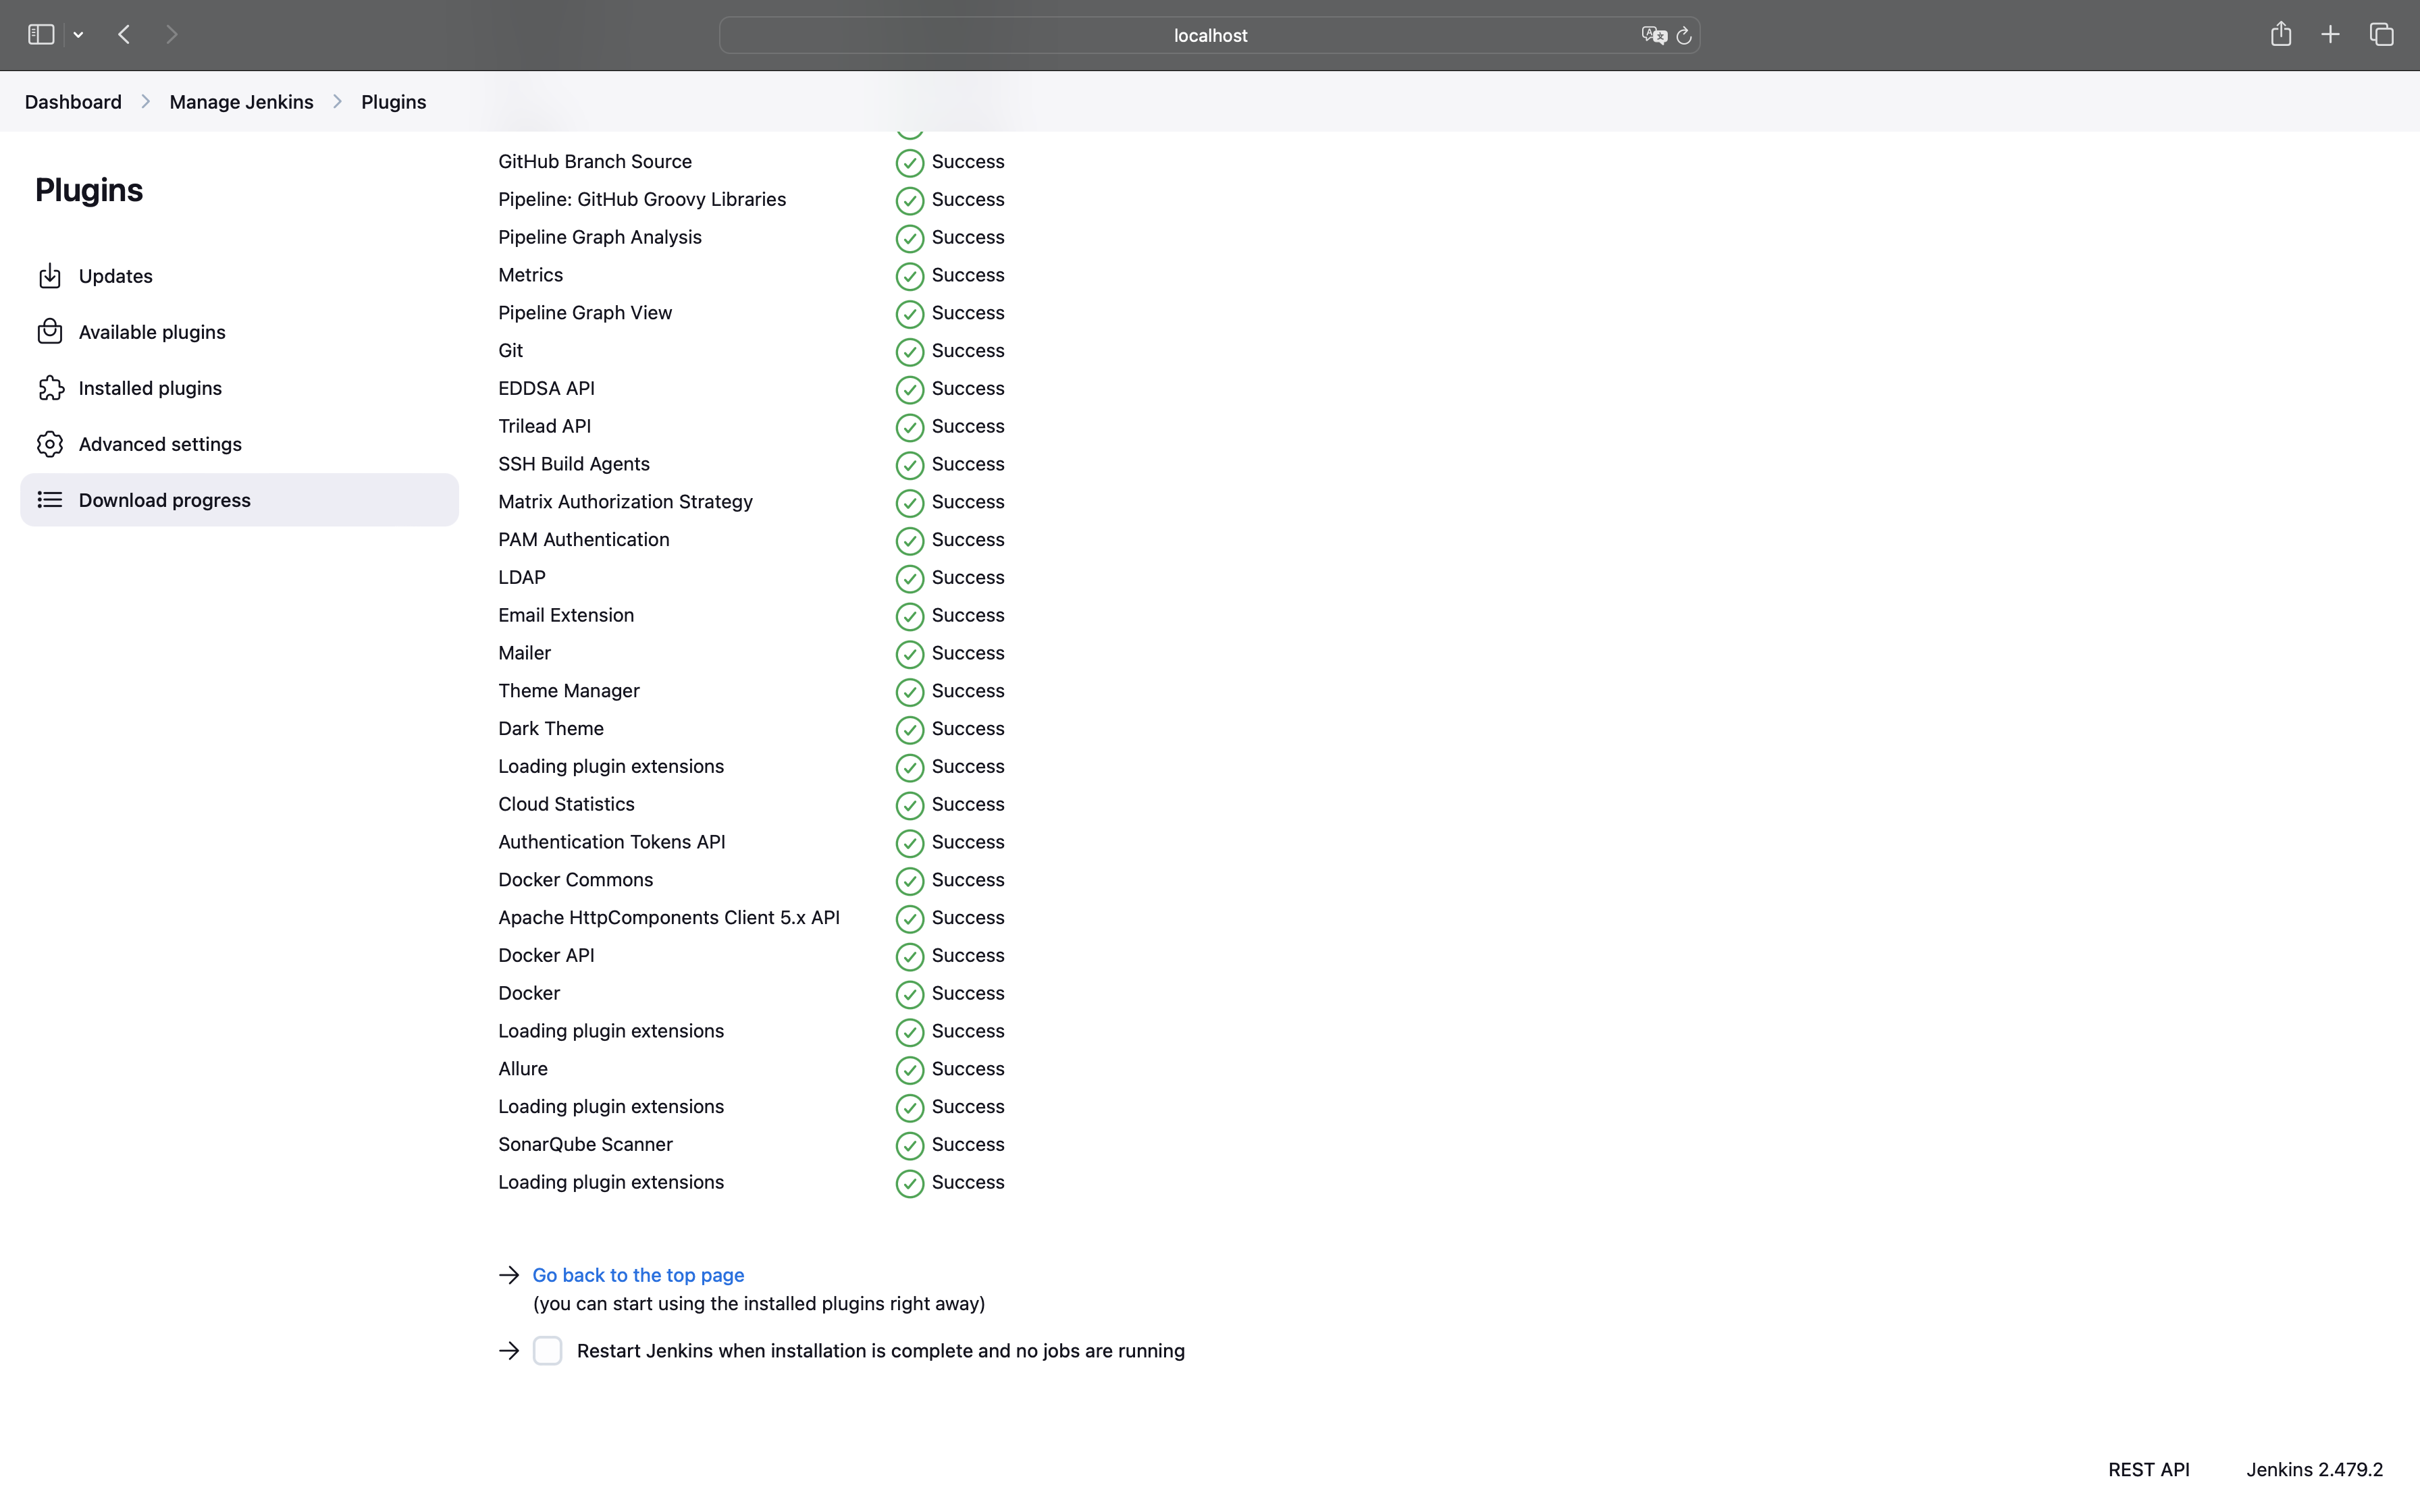 localhost
Dashboard > Manage Jenkins > Plugins
Plugins
Updates
Available plugins
Installed plugins
Advanced settings
Download progress
GitHub Branch Source Success
Pipeline: GitHub Groovy Libraries Success
Pipeline Graph Analysis Success
Metrics Success
Pipeline Graph View Success
Git Success
EDDSA API Success
Trilead API Success
SSH Build Agents Success
Matrix Authorization Strategy Success
PAM Authentication Success
LDAP Success
Email Extension Success
Mailer Success
Theme Manager Success
Dark Theme Success
Loading plugin extensions Success
Cloud Statistics Success
Authentication Tokens API Success
Docker Commons Success
Apache HttpComponents Client 5.x API Success
Docker API Success
Docker Success
Loading plugin extensions Success
Allure Success
Loading plugin extensions Success
SonarQube Scanner Success
Loading plugin extensions Success
Go back to the top page
(you can start using the installed plugins right away)
Restart Jenkins when installation is complete and no jobs are running
REST API Jenkins 2.479.2